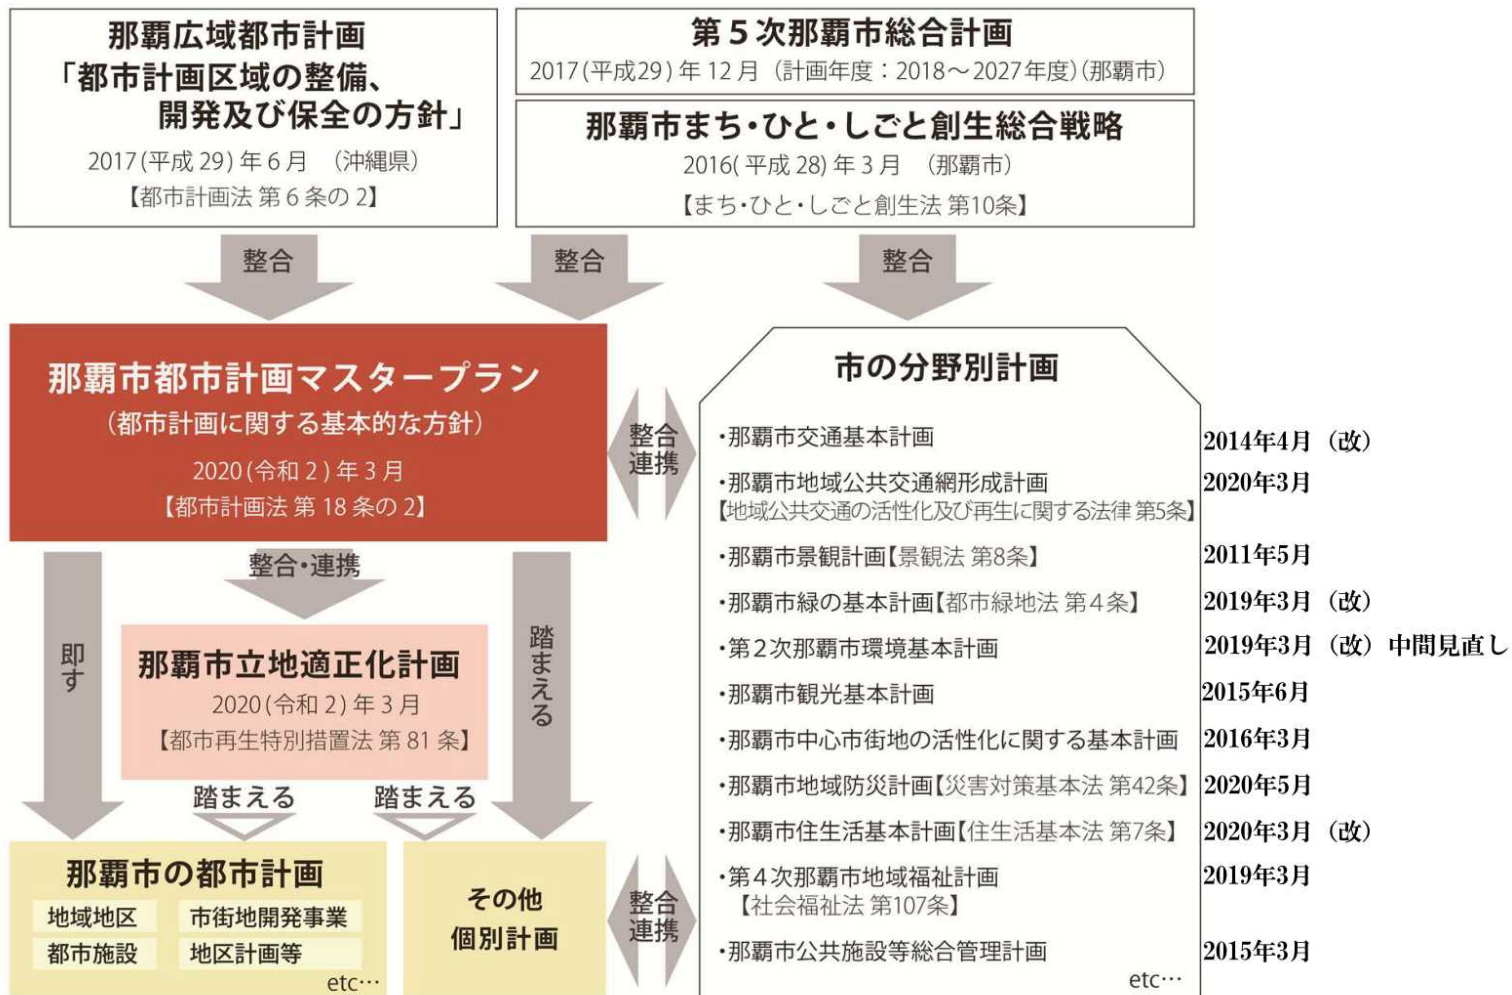 那覇広域都市計画
「都市計画区域の整備、
開発及び保全の方針」
2017(平成 29) 年 6 月 （沖縄県）
【都市計画法 第 6 条の 2】
第 5 次那覇市総合計画
2017(平成29) 年 12 月（計画年度：2018～2027年度)(那覇市）
那覇市まち・ひと・しごと創生総合戦略
2016( 平成 28) 年 3 月 （那覇市）
【まち・ひと・しごと創生法 第10条】
整合
整合
整合
那覇市都市計画マスタープラン
（都市計画に関する基本的な方針）
2020(令和 2 ) 年 3 月
【都市計画法 第 18 条の 2】
整合
連携
整合・連携
即す
踏まえる
那覇市立地適正化計画
2020(令和 2 ) 年 3 月
【都市再生特別措置法 第 81 条】
踏まえる
踏まえる
那覇市の都市計画
地域地区
市街地開発事業
都市施設
地区計画等
etc…
その他
個別計画
整合
連携
市の分野別計画
・那覇市交通基本計画 2014年4月（改）
・那覇市地域公共交通網形成計画 2020年3月
【地域公共交通の活性化及び再生に関する法律 第5条】
・那覇市景観計画【景観法 第8条】 2011年5月
・那覇市緑の基本計画【都市緑地法 第４条】 2019年3月（改）
・第２次那覇市環境基本計画 2019年3月（改）中間見直し
・那覇市観光基本計画 2015年6月
・那覇市中心市街地の活性化に関する基本計画 2016年3月
・那覇市地域防災計画【災害対策基本法 第42条】 2020年5月
・那覇市住生活基本計画【住生活基本法 第7条】 2020年3月（改）
・第４次那覇市地域福祉計画 2019年3月
【社会福祉法 第107条】
・那覇市公共施設等総合管理計画 2015年3月
etc…